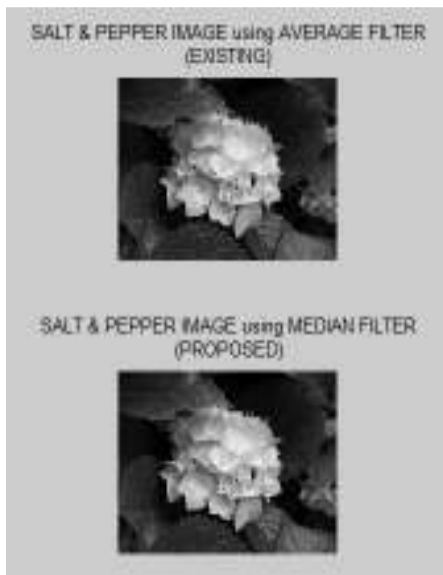 SALT & PEPPER IMAGE using AVERAGE FILTER
(EXISTING)
SALT & PEPPER IMAGE using MEDIAN FILTER
(PROPOSED)